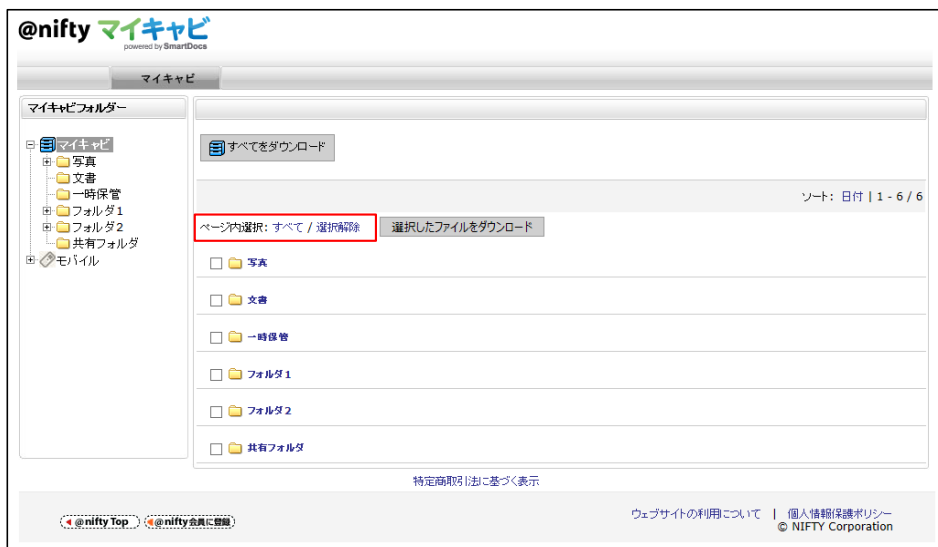 @nifty マイキャビ
powered by SmartDocs
マイキャビ
マイキャビフォルダー
マイキャビ
写真
文書
一時保管
フォルダ1
フォルダ2
共有フォルダ
モバイル
すべてをダウンロード
ソート: 日付 | 1 - 6 / 6
ページ内選択: すべて / 選択解除
選択したファイルをダウンロード
写真
文書
一時保管
フォルダ1
フォルダ2
共有フォルダ
特定商取引法に基づく表示
@nifty Top
@nifty会員に登録
ウェブサイトの利用について | 個人情報保護ポリシー
© NIFTY Corporation